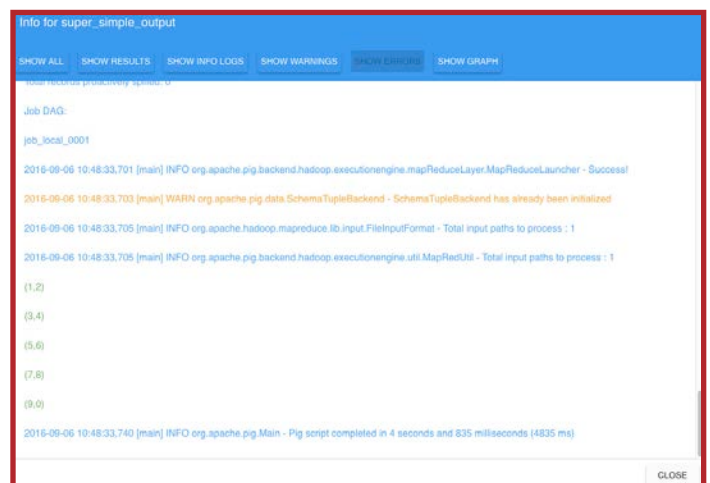 Info for super_simple_output
SHOW ALL SHOW RESULTS SHOW INFO LOGS SHOW WARNINGS SHOW ERRORS SHOW GRAPH
Total records proactively spilled: 0
Job DAG:
job_local_0001
2016-09-06 10:48:33,701 [main] INFO org.apache.pig.backend.hadoop.executionengine.mapReduceLayer.MapReduceLauncher - Success!
2016-09-06 10:48:33,703 [main] WARN org.apache.pig.data.SchemaTupleBackend - SchemaTupleBackend has already been initialized
2016-09-06 10:48:33,705 [main] INFO org.apache.hadoop.mapreduce.lib.input.FileInputFormat - Total input paths to process : 1
2016-09-06 10:48:33,705 [main] INFO org.apache.pig.backend.hadoop.executionengine.util.MapRedUtil - Total input paths to process : 1
(1,2)
(3,4)
(5,6)
(7,8)
(9,0)
2016-09-06 10:48:33,740 [main] INFO org.apache.pig.Main - Pig script completed in 4 seconds and 835 milliseconds (4835 ms)
CLOSE